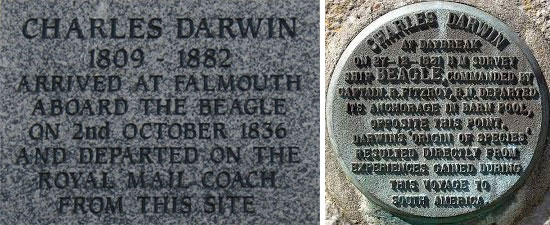 CHARLES DARWIN
1809 1882
ARRIVED AT FALMOUTH
ABOARD THE BEAGLE
ON 2nd OCTOBER 1836
AND DEPARTED ON THE
ROYAL MAIL COACH
FROM THIS SITE
CHARLES DARWIN
AT DAYBREAK
ON 27-12-1831 H.M SURVEY
SHIP BEAGLE, COMMANDED BY
CAPTAIN R. FITZROY, R.N. DEPARTED
ITS ANCHORAGE IN BARN POOL,
OPPOSITE THIS POINT.
DARWIN'S 'ORIGIN OF SPECIES'
RESULTED DIRECTLY FROM
EXPERIENCES GAINED DURING
THIS VOYAGE TO
SOUTH AMERICA.